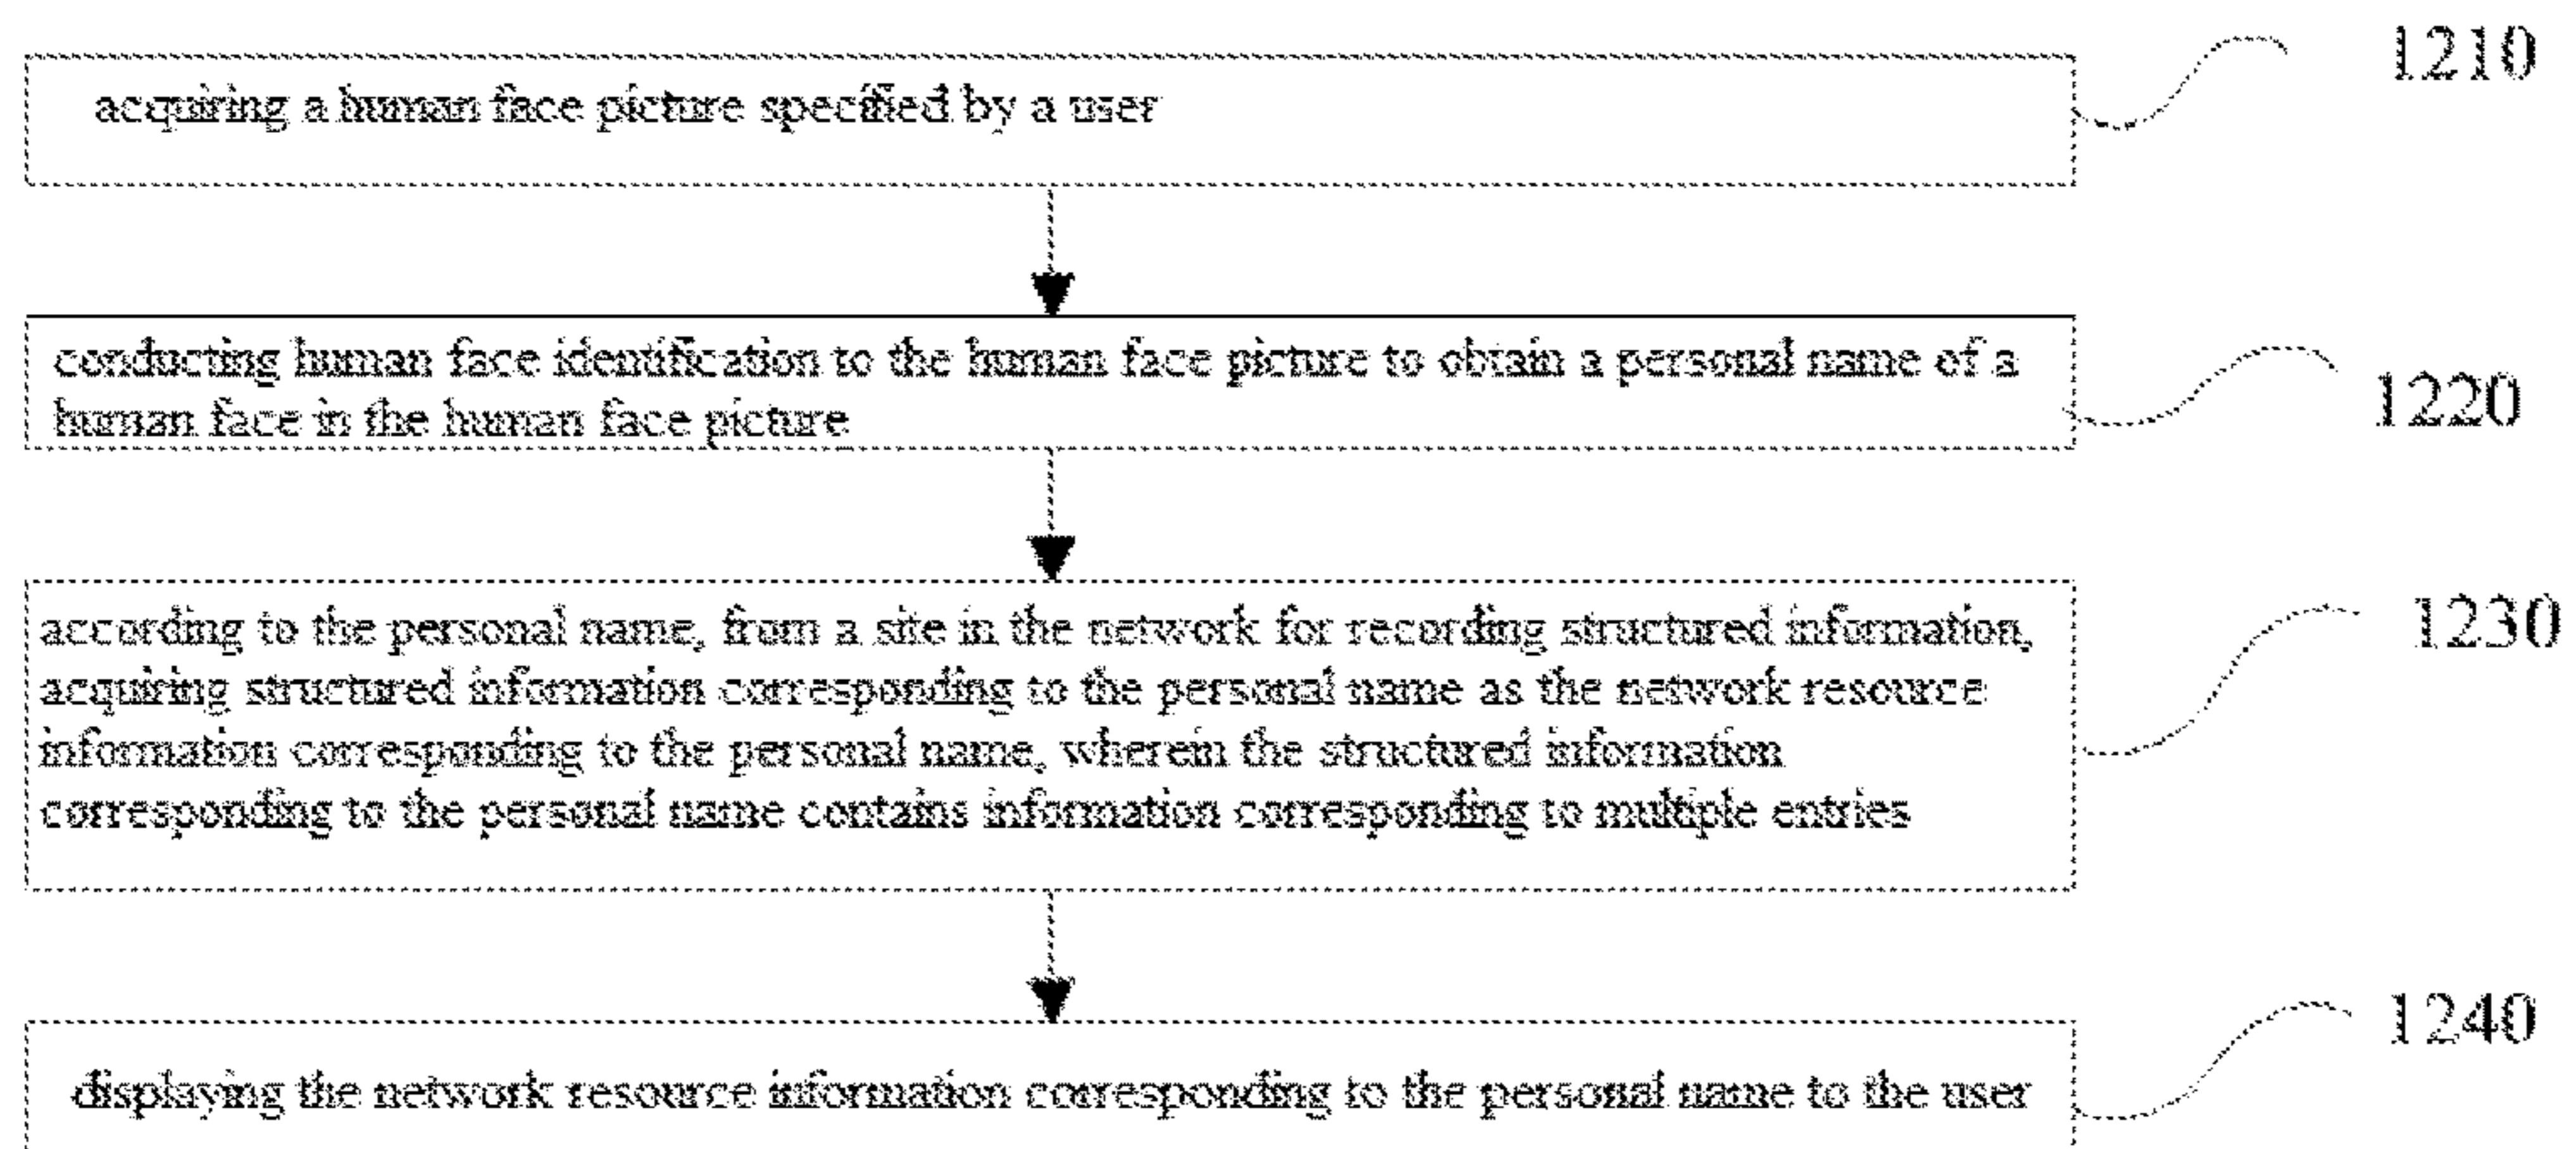 acquiring a human face picture specified by a user
1210
conducting human face identification to the human face picture to obtain a personal name of a
human face in the human face picture
1220
according to the personal name, from a site in the network for recording structured information,
acquiring structured information corresponding to the personal name as the network resource
information corresponding to the personal name, wherein the structured information
corresponding to the personal name contains information corresponding to multiple entries
1230
displaying the network resource information corresponding to the personal name to the user
1240